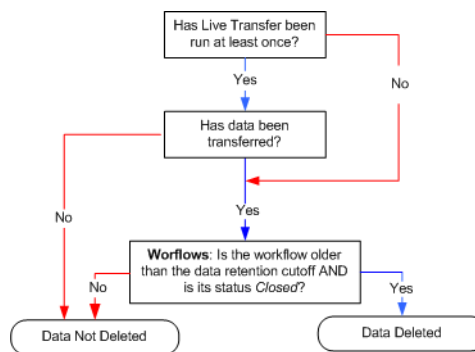 Has Live Transfer been
run at least once?
Yes
No
Has data been
transferred?
No
Yes
Worflows: Is the workflow older
than the data retention cutoff AND
is its status Closed?
No
Yes
Data Not Deleted
Data Deleted